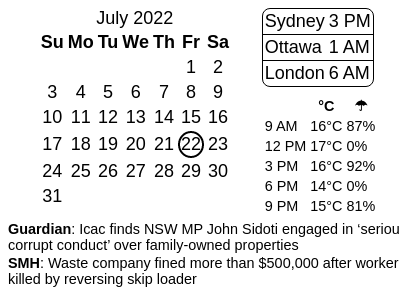 July 2022
Su Mo Tu We Th Fr Sa
1 2
3 4 5 6 7 8 9
10 11 12 13 14 15 16
17 18 19 20 21 22 23
24 25 26 27 28 29 30
31
Sydney 3 PM
Ottawa 1 AM
London 6 AM
°C ☂
9 AM 16°C 87%
12 PM 17°C 0%
3 PM 16°C 92%
6 PM 14°C 0%
9 PM 15°C 81%
Guardian: Icac finds NSW MP John Sidoti engaged in ‘seriou
corrupt conduct’ over family-owned properties
SMH: Waste company fined more than $500,000 after worker
killed by reversing skip loader